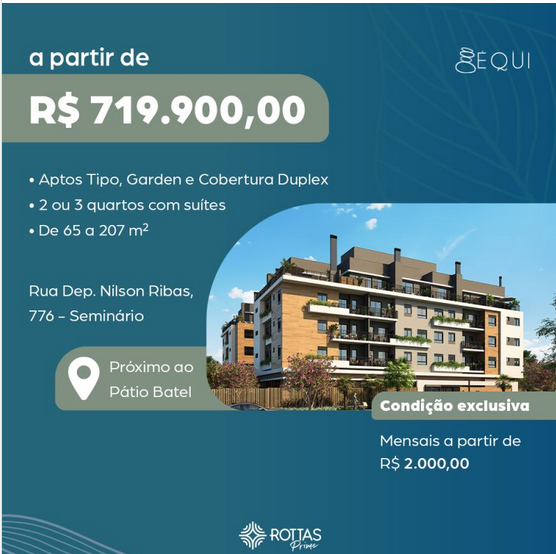 a partir de
EQUI
R$ 719.900,00
• Aptos Tipo, Garden e Cobertura Duplex
• 2 ou 3 quartos com suítes
• De 65 a 207 m²
Rua Dep. Nilson Ribas,
776 - Seminário
Próximo ao
Pátio Batel
Condição exclusiva
Mensais a partir de
R$ 2.000,00
ROTTAS
Prime